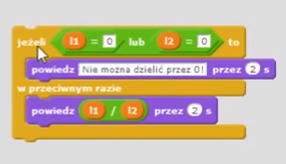 jeżeli l1 = 0 lub l2 = 0 to
powiedz Nie można dzielić przez 0! przez 2 s
w przeciwnym razie
powiedz l1 / l2 przez 2 s